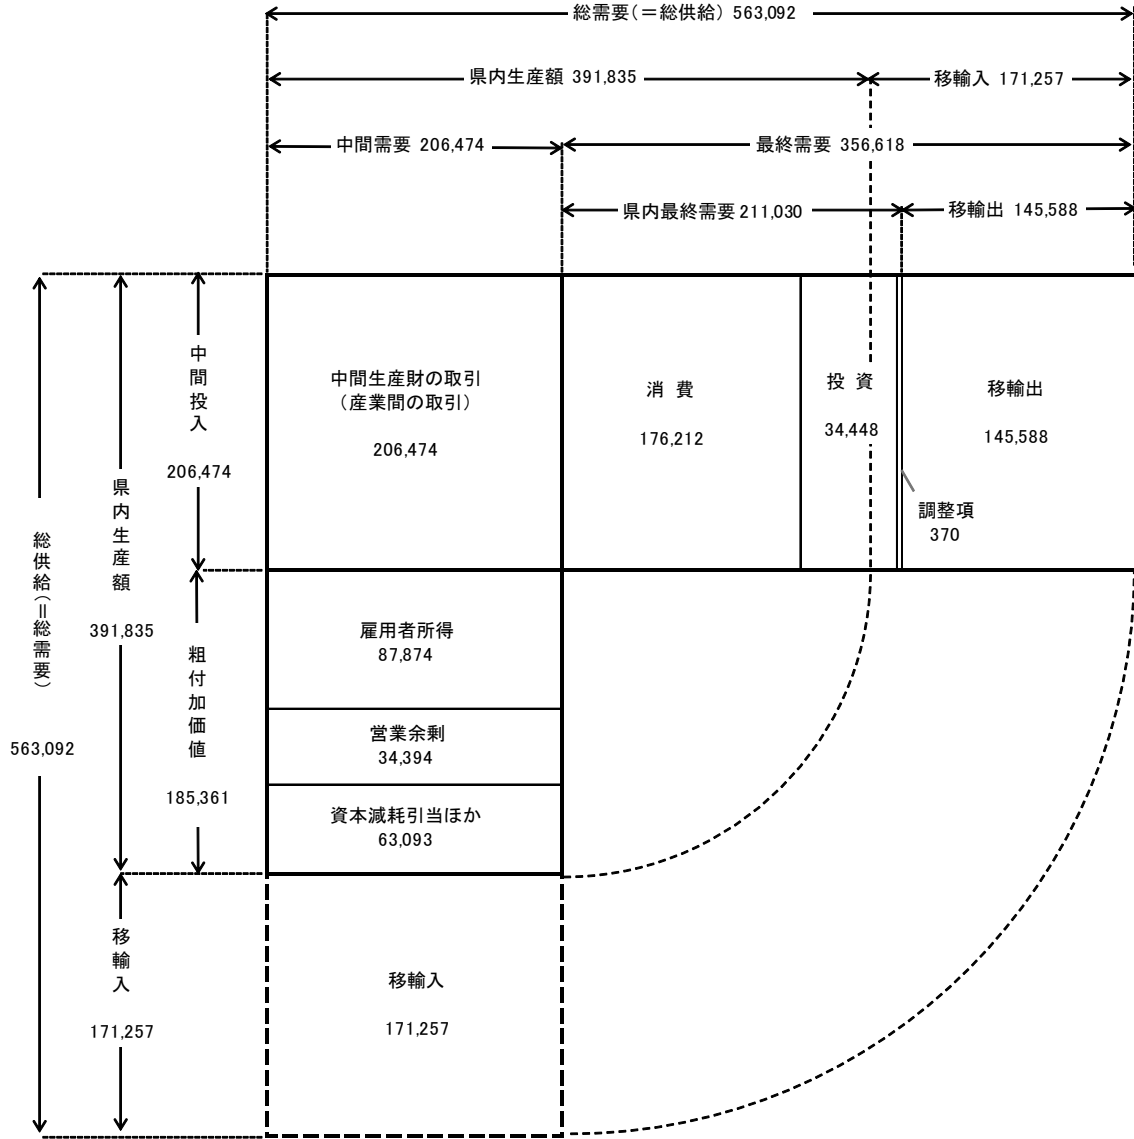 総需要(＝総供給) 563,092
県内生産額 391,835
移輸入 171,257
中間需要 206,474
最終需要 356,618
県内最終需要 211,030
移輸出 145,588
総供給(＝総需要)
563,092
県内生産額
391,835
中間投入
206,474
粗付加価値
185,361
移輸入
171,257
中間生産財の取引
(産業間の取引)
206,474
消 費
176,212
投 資
34,448
移輸出
145,588
調整項
370
雇用者所得
87,874
営業余剰
34,394
資本減耗引当ほか
63,093
移輸入
171,257